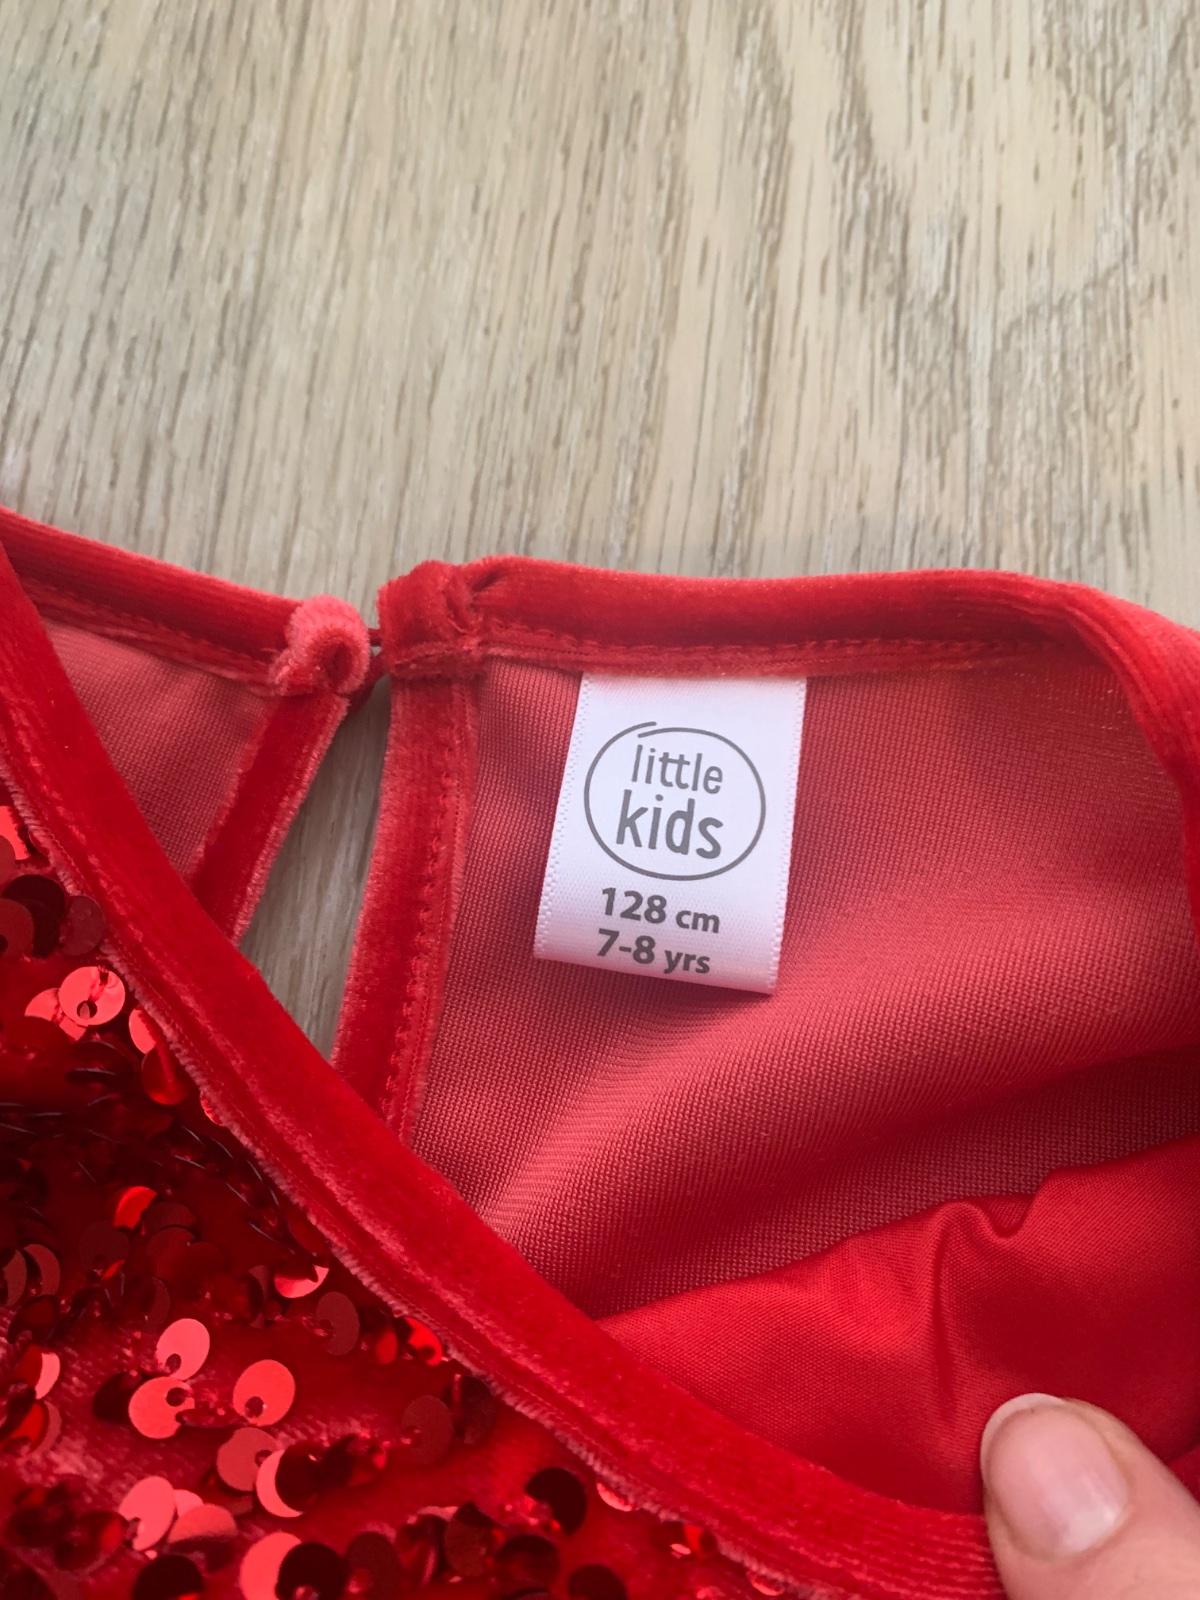 little
kids
128 cm
7-8 yrs